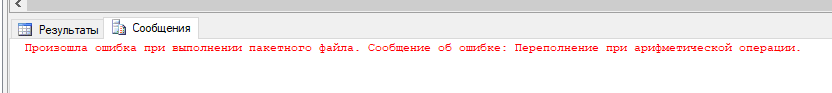 Результаты
Сообщения
Произошла ошибка при выполнении пакетного файла. Сообщение об ошибке: Переполнение при арифметической операции.